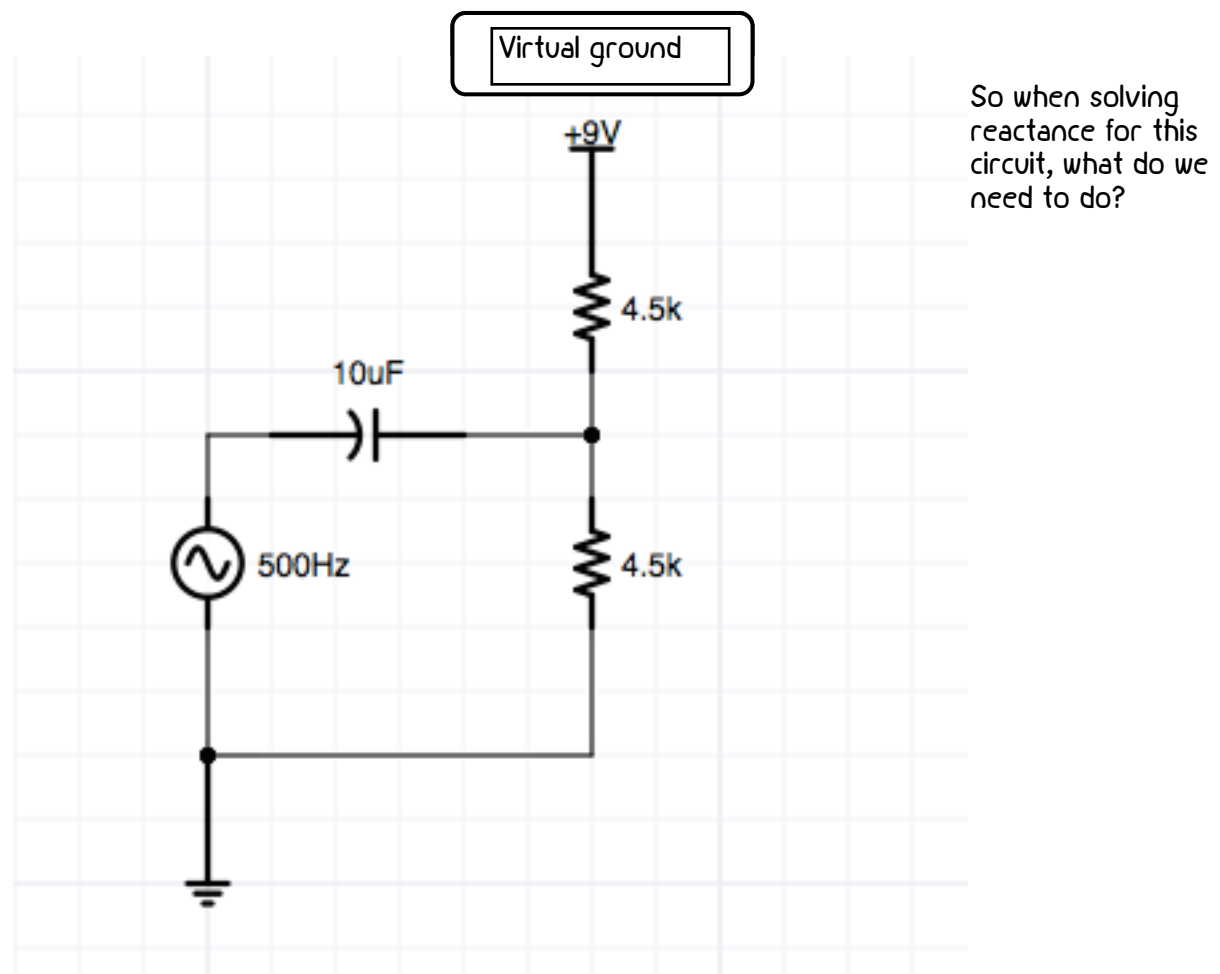 Virtual ground
So when solving
reactance for this
circuit, what do we
need to do?
+9V
4.5k
10uF
500Hz
4.5k